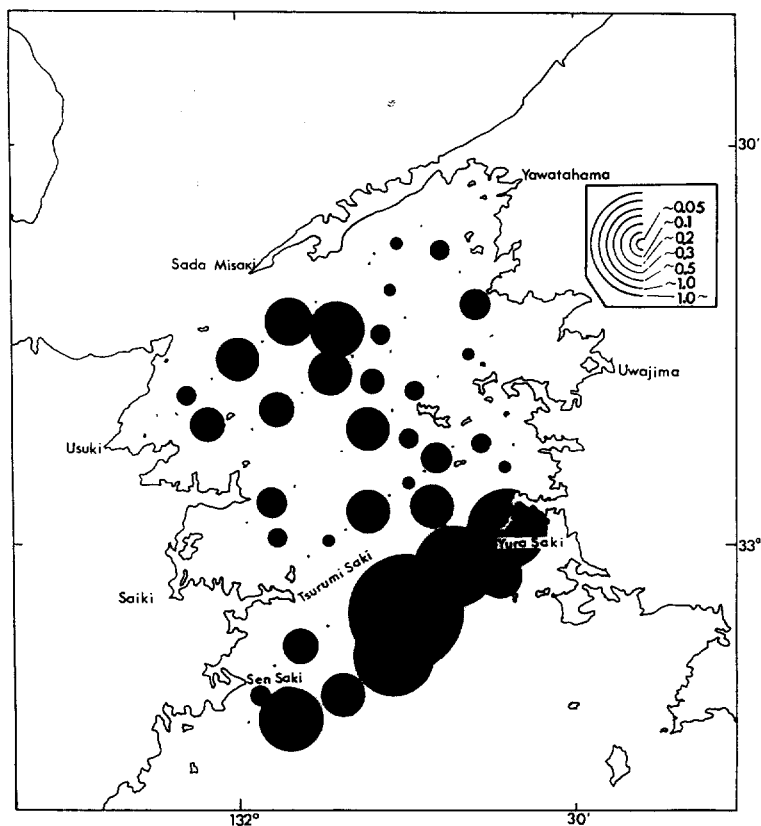 30'
Yawatahama
~0.05
~0.1
~0.2
~0.3
~0.5
~1.0
1.0~
Sada Misaki
Uwajima
Usuki
Yura Saki
33°
Tsurumi Saki
Saiki
Sen Saki
132°
30'